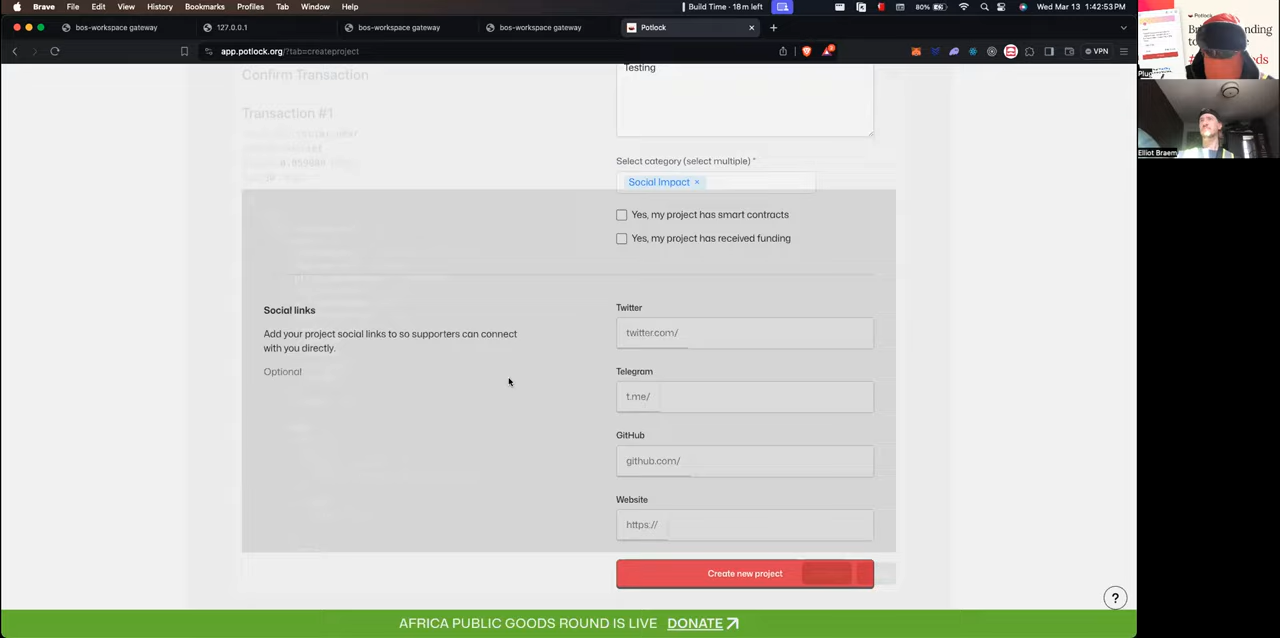 Brave File Edit View History Bookmarks Profiles Tab Window Help
Build Time · 18 m left
80%
Wed Mar 13 1:42:53 PM
bos-workspace gateway
127.0.0.1
bos-workspace gateway
bos-workspace gateway
Potlock
app.potlock.org/?tab=createproject
VPN
Confirm Transaction
Transaction #1
Testing
Select category (select multiple) *
Social Impact ×
Yes, my project has smart contracts
Yes, my project has received funding
Social links
Add your project social links to so supporters can connect
with you directly.
Optional
Twitter
twitter.com/
Telegram
t.me/
GitHub
github.com/
Website
https://
Create new project
?
AFRICA PUBLIC GOODS ROUND IS LIVE DONATE
Potlock
Elliot Braem